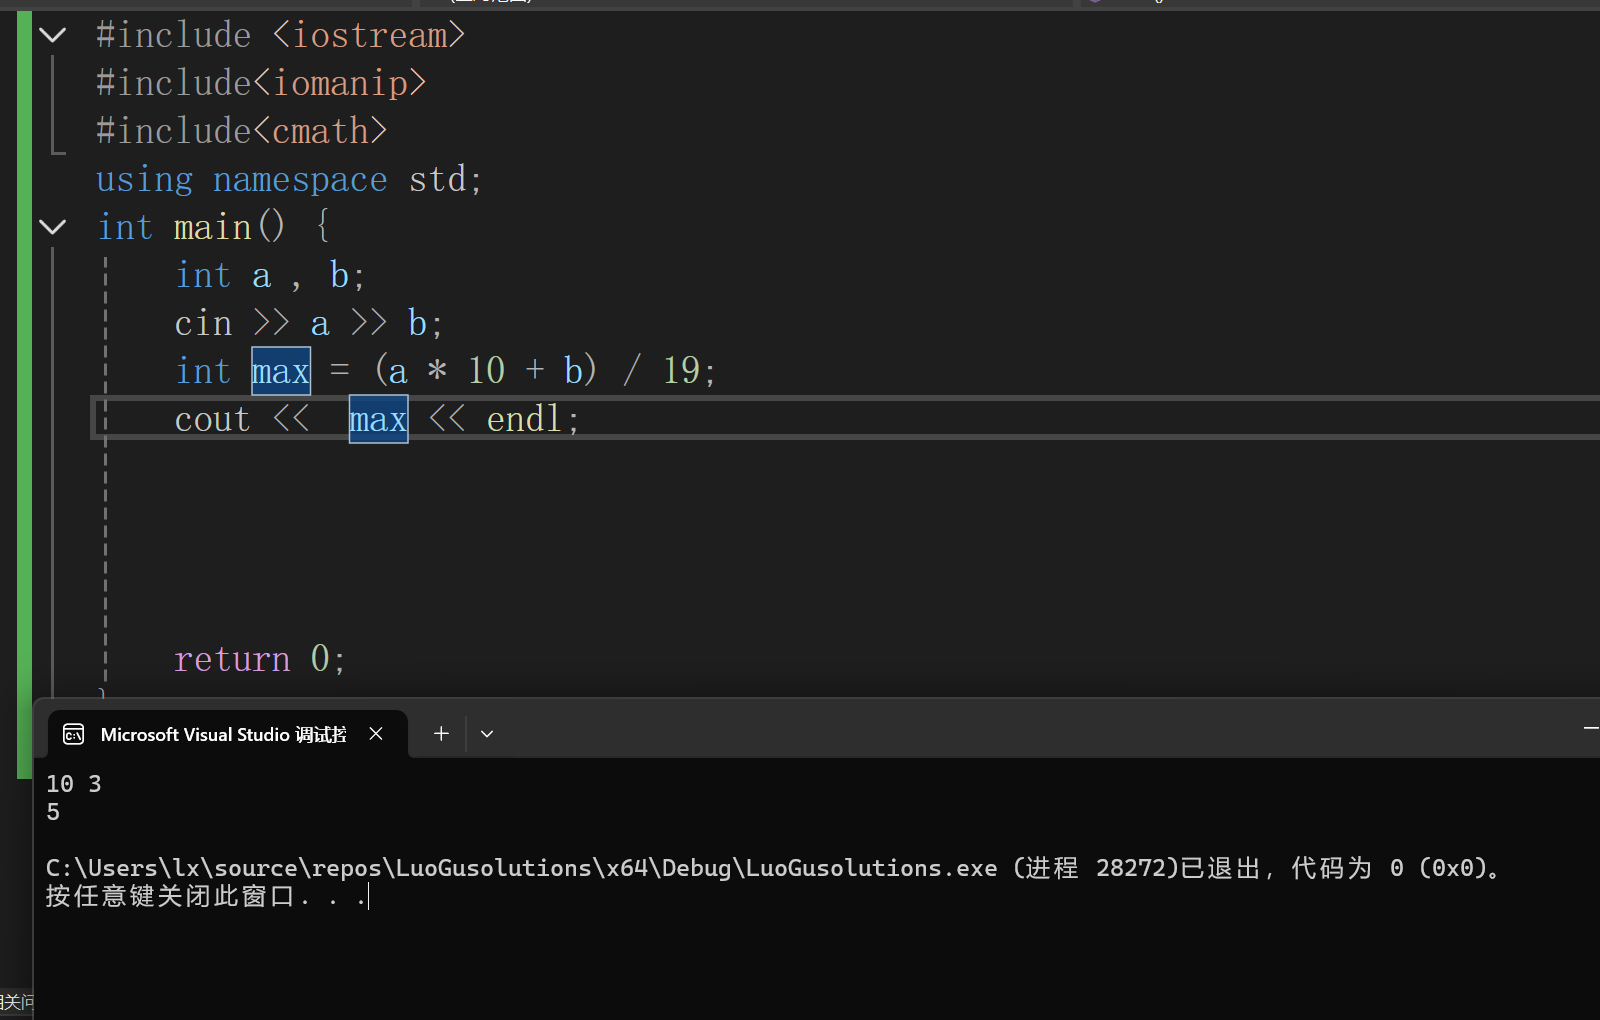 #include <iostream>
#include<iomanip>
#include<cmath>
using namespace std;
int main() {
    int a , b;
    cin >> a >> b;
    int max = (a * 10 + b) / 19;
    cout <<  max << endl;
    return 0;
}
Microsoft Visual Studio 调试控
10 3
5
C:\Users\lx\source\repos\LuoGusolutions\x64\Debug\LuoGusolutions.exe (进程 28272)已退出，代码为 0 (0x0)。
按任意键关闭此窗口. . .